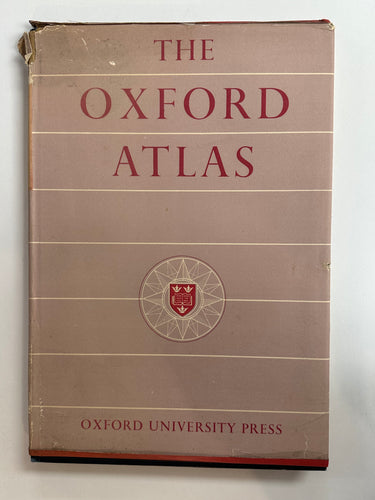 THE
OXFORD
ATLAS
OXFORD UNIVERSITY PRESS